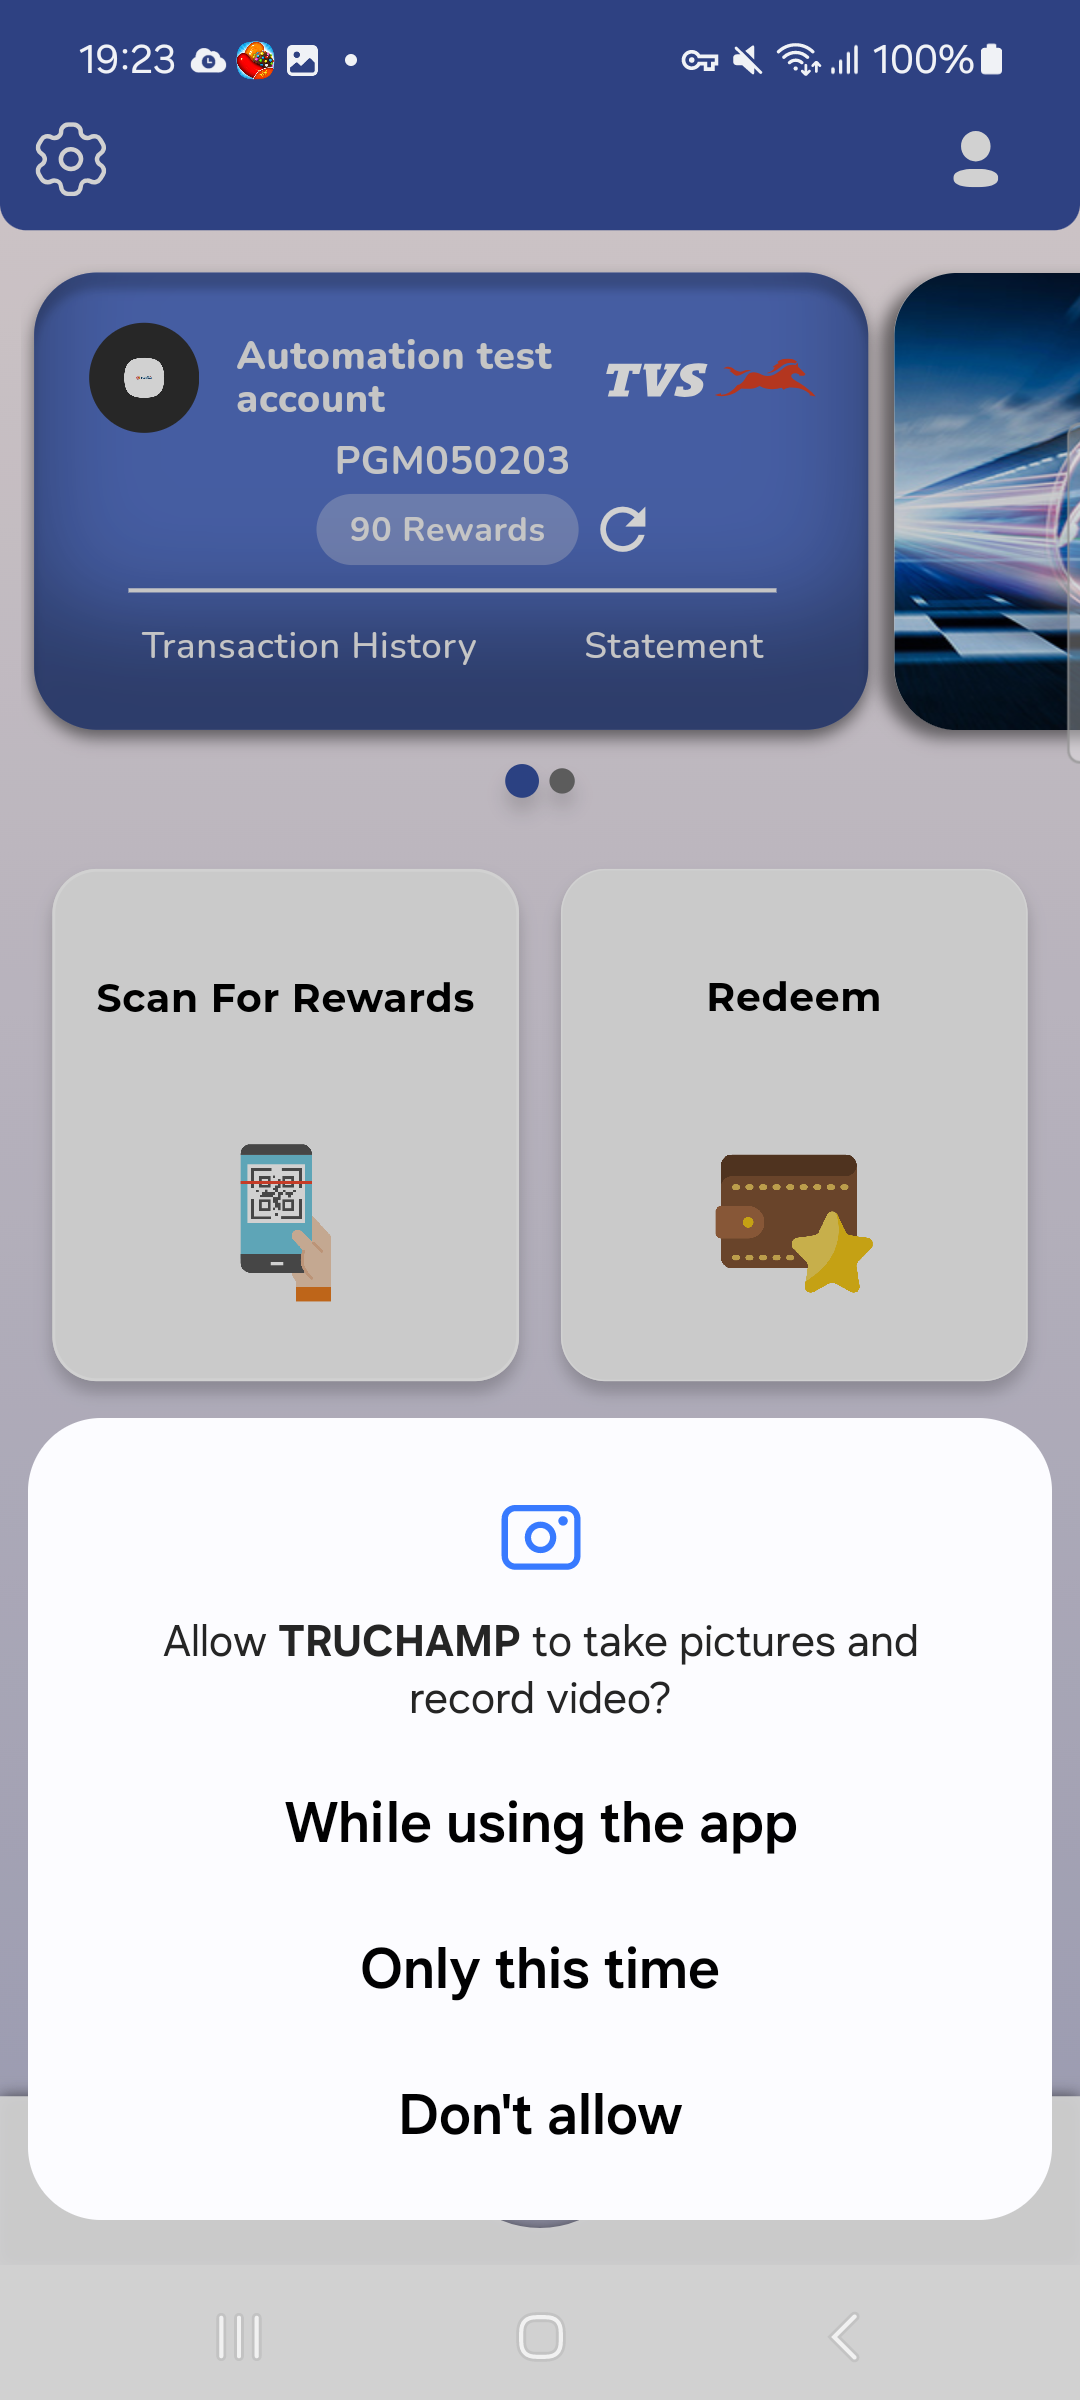 19:23
100%
Automation test
account
TVS
PGM050203
90 Rewards
Transaction History
Statement
Scan For Rewards
Redeem
Allow TRUCHAMP to take pictures and
record video?
While using the app
Only this time
Don't allow